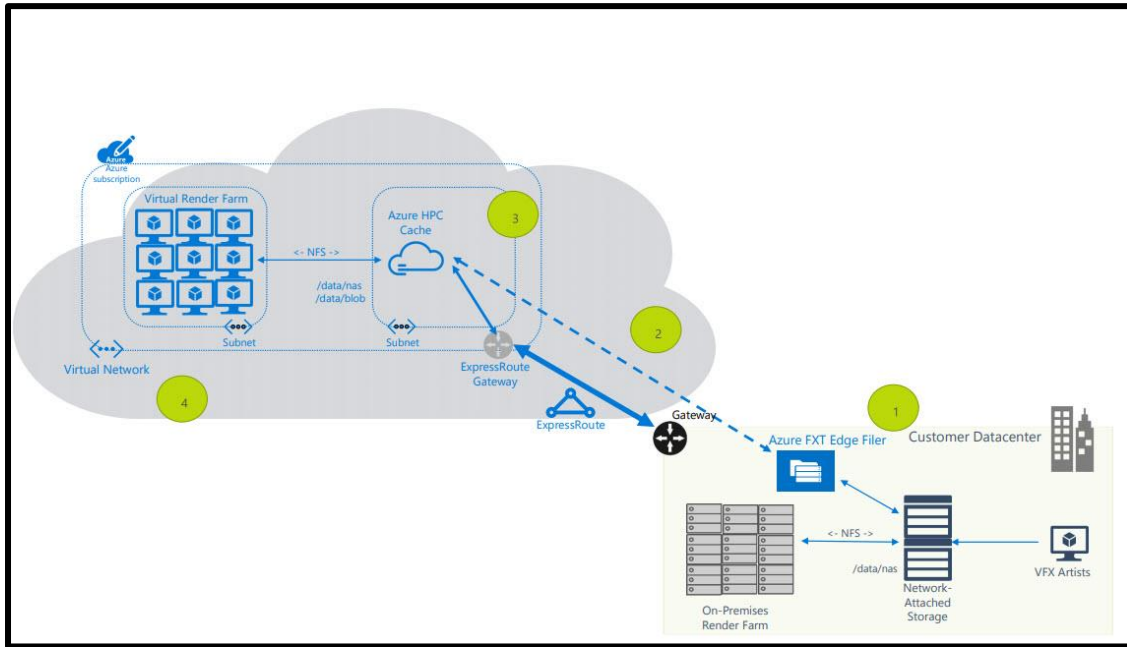 Azure
Azure
subscription
Virtual Render Farm
Azure HPC
Cache
3
<- NFS ->
/data/nas
/data/blob
Subnet
Subnet
Virtual Network
ExpressRoute
Gateway
2
4
ExpressRoute
Gateway
1
Azure FXT Edge Filer
Customer Datacenter
<- NFS ->
/data/nas
On-Premises
Render Farm
Network-
Attached
Storage
VFX Artists